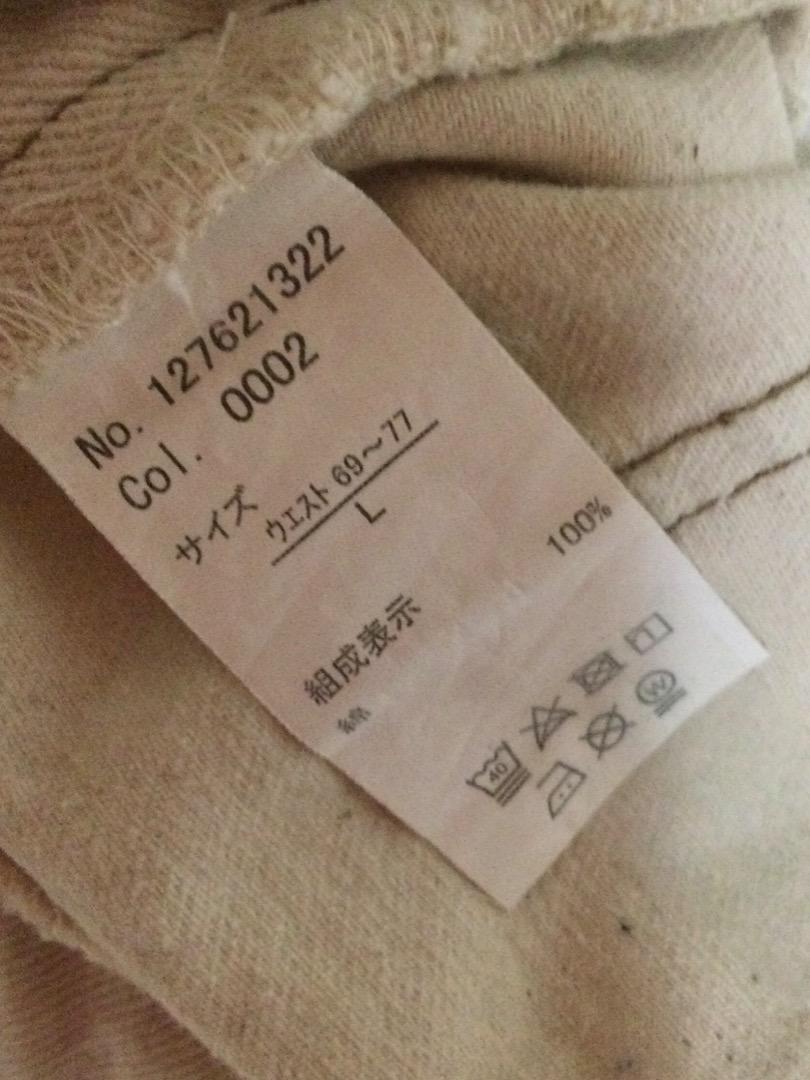 No. 127621322
Col. 0002
サイズ
ウエスト 69〜77
L
組成表示
綿 100%
40
W